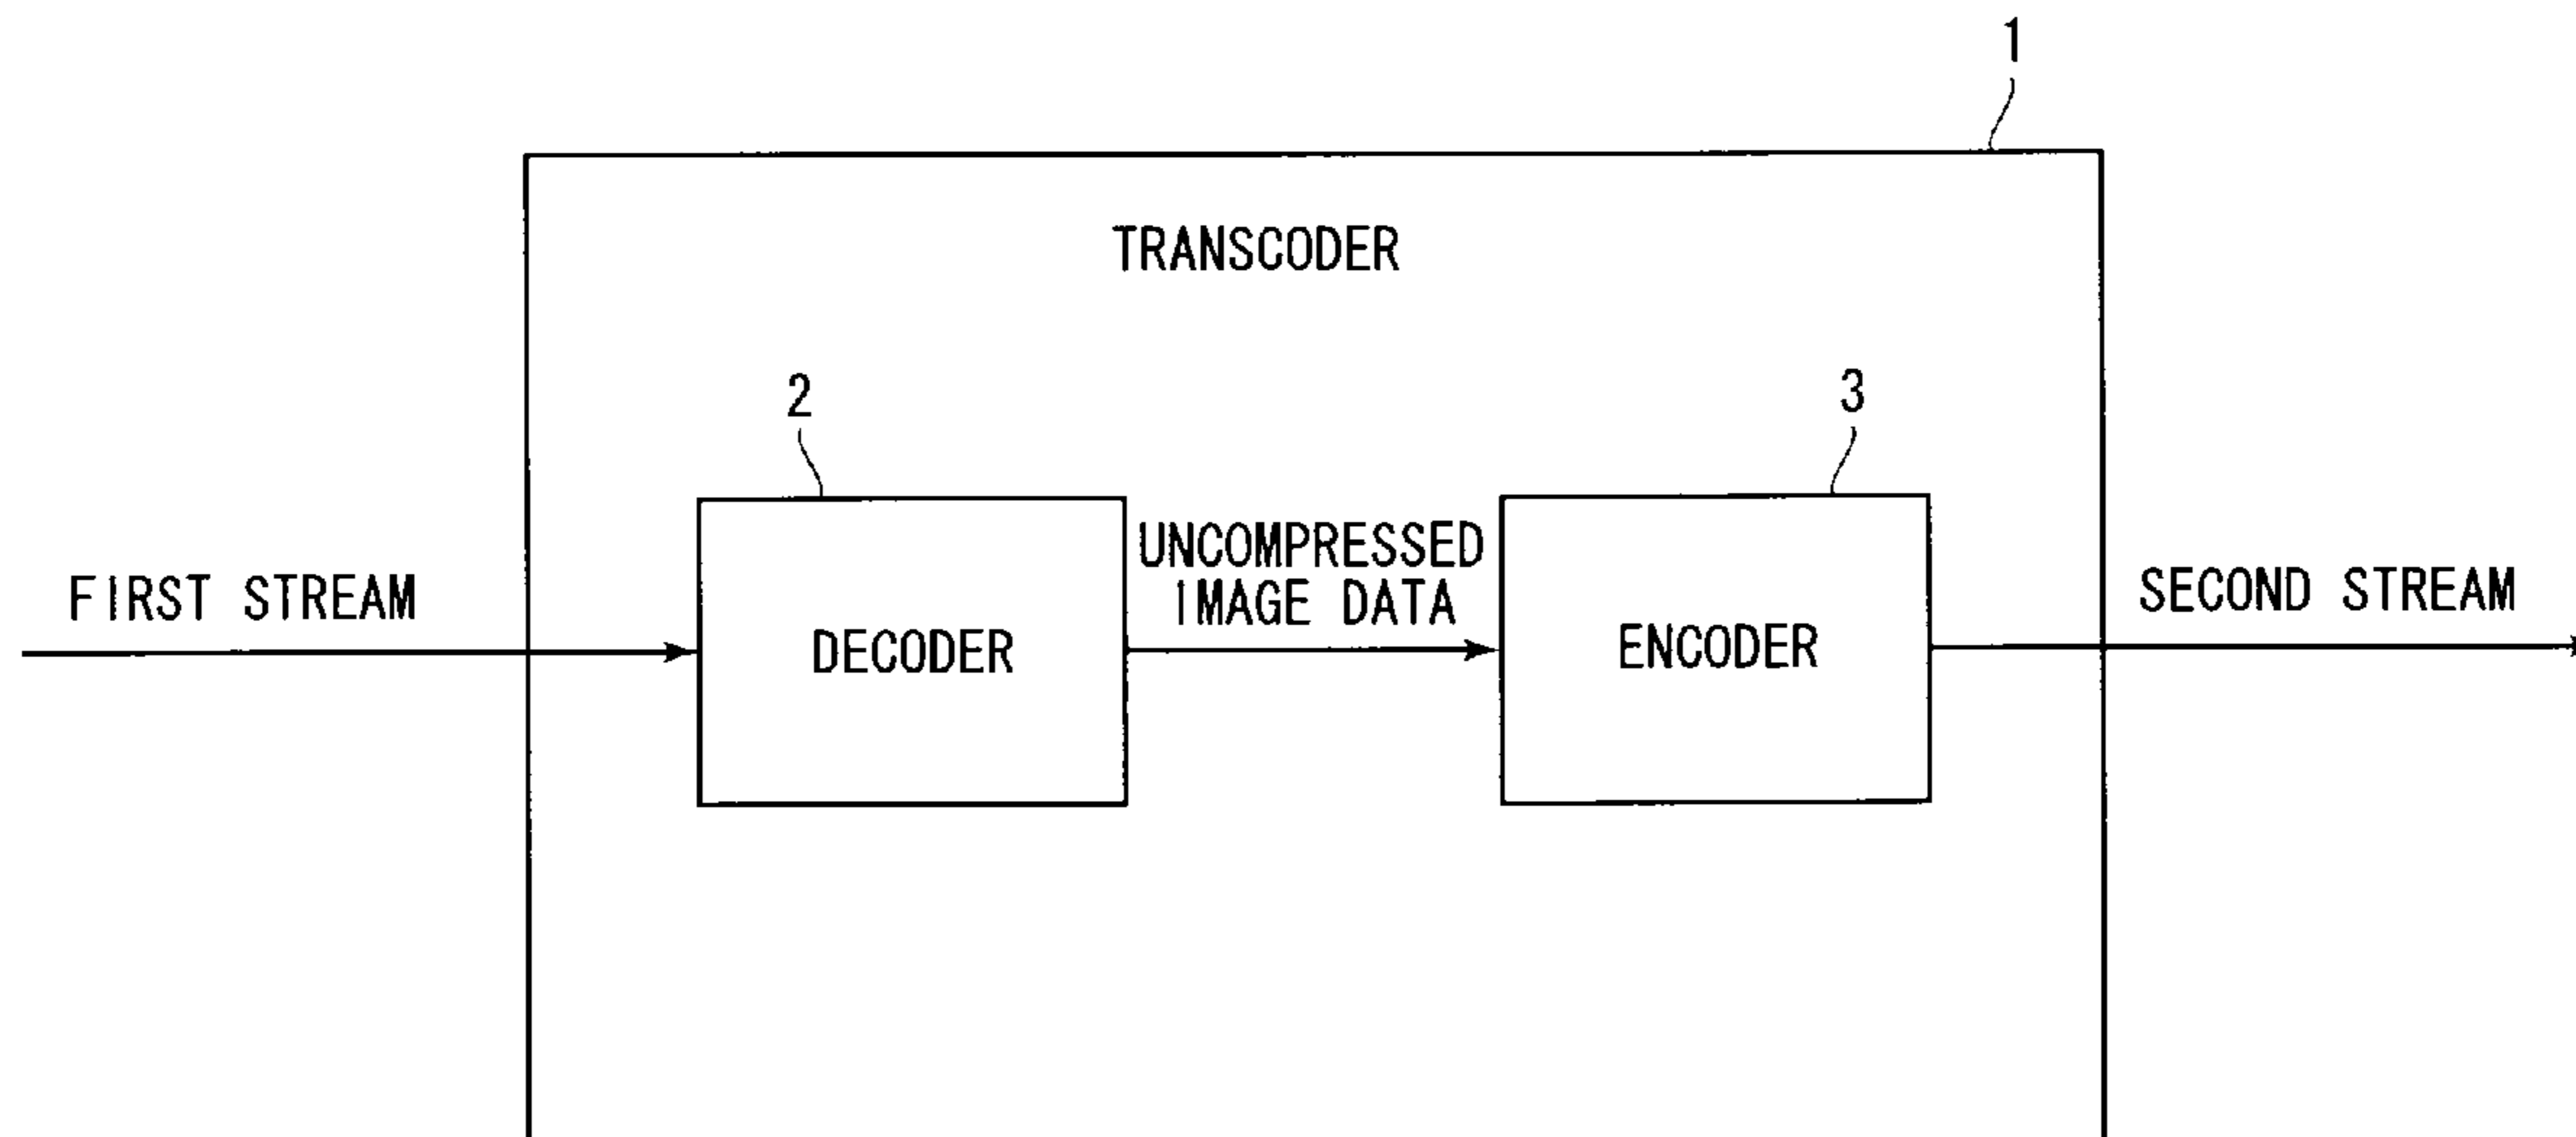 1
TRANSCODER
2
3
UNCOMPRESSED
IMAGE DATA
FIRST STREAM
SECOND STREAM
DECODER
ENCODER